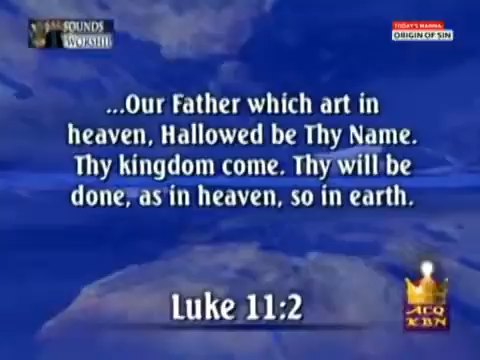 SOUNDS
WORSHIP
TODAY'S MANNA:
ORIGIN OF SIN
...Our Father which art in
heaven, Hallowed be Thy Name.
Thy kingdom come. Thy will be
done, as in heaven, so in earth.
Luke 11:2
ACQ
KBN